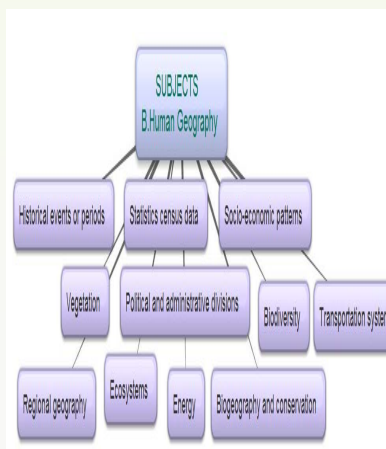 SUBJECTS
B.Human Geography
Historical events or periods
Statistics census data
Socio-economic patterns
Vegetation
Political and administrative divisions
Biodiversity
Transportation system
Regional geography
Ecosystems
Energy
Biogeography and conservation